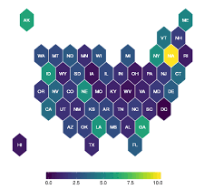 AK ME
VT NH
WA MT ND MN WI MI NY MA RI
ID WY SD IA IL IN OH PA NJ CT
OR NV CO NE MO KY WV VA MD DE
CA UT NM KS AR TN NC SC DC
AZ OK LA MS AL GA
HI TX FL
0.0 2.5 5.0 7.5 10.0